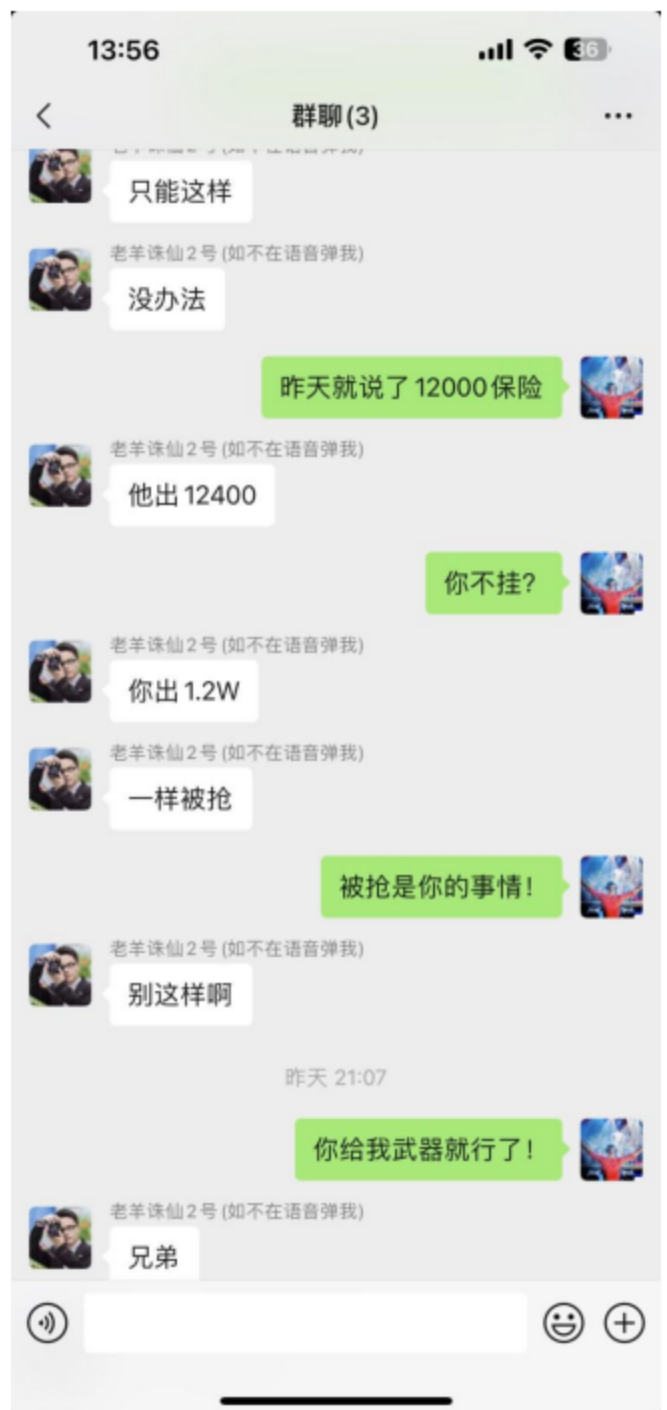 13:56
36
群聊(3)
只能这样
老羊诛仙2号(如不在语音弹我)
没办法
昨天就说了12000保险
老羊诛仙2号(如不在语音弹我)
他出12400
你不挂?
老羊诛仙2号(如不在语音弹我)
你出1.2W
老羊诛仙2号(如不在语音弹我)
一样被抢
被抢是你的事情!
老羊诛仙2号(如不在语音弹我)
别这样啊
昨天 21:07
你给我武器就行了!
老羊诛仙2号(如不在语音弹我)
兄弟